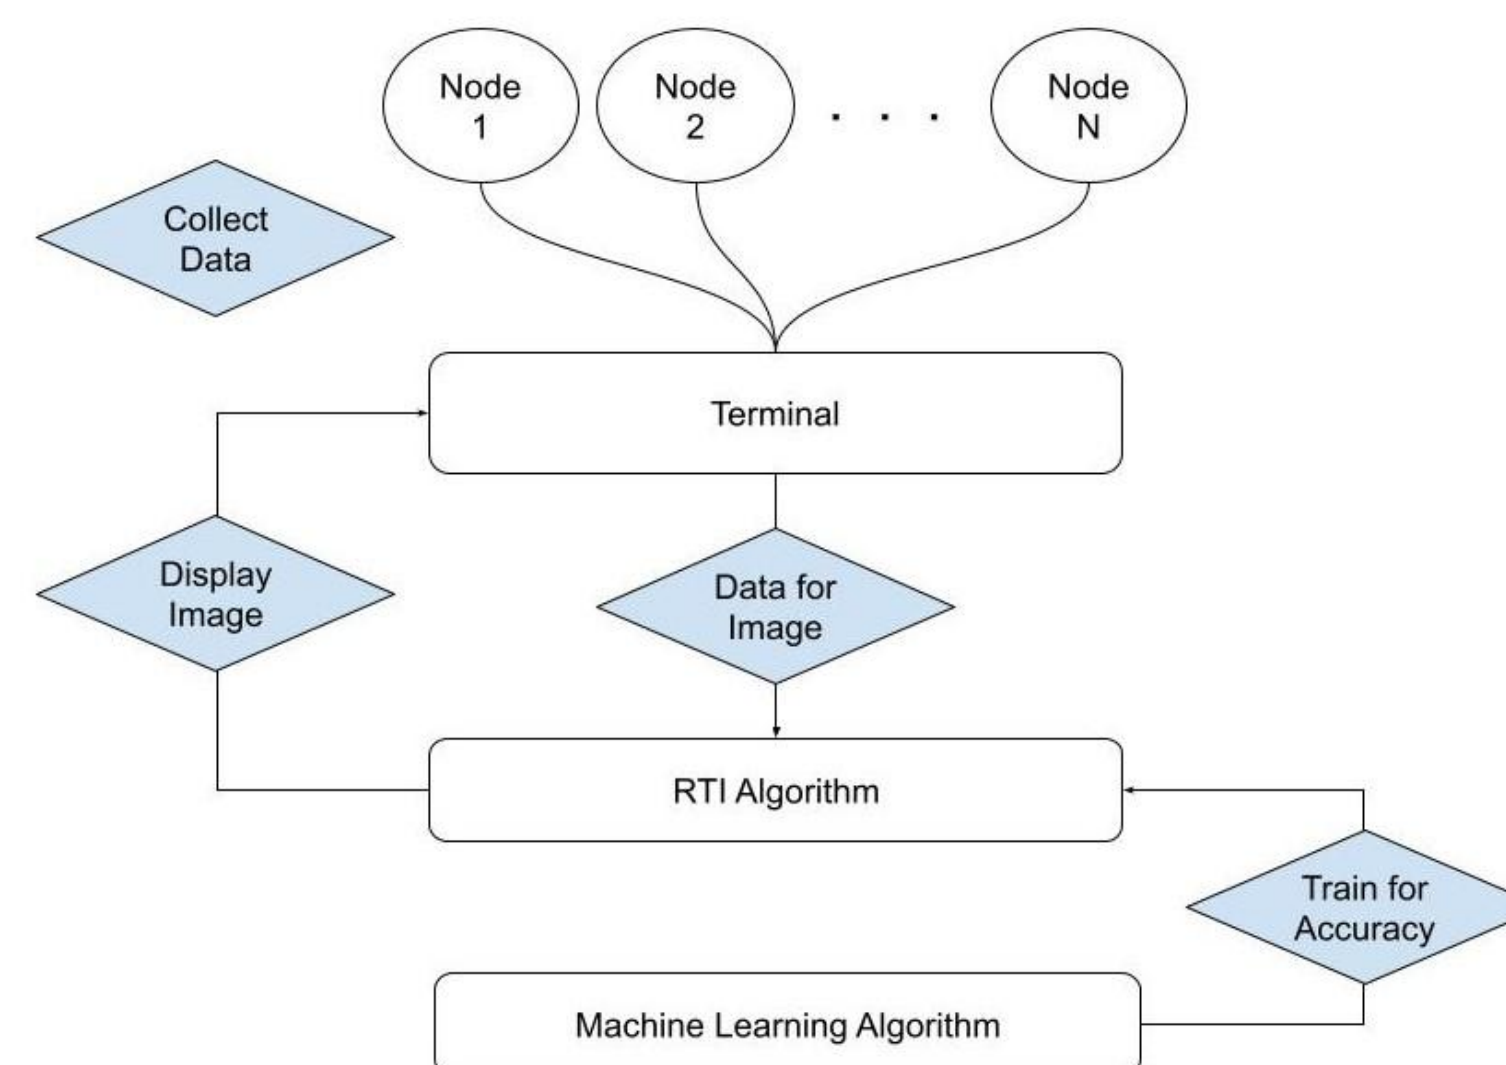 Node
1
Node
2
. . .
Node
N
Collect
Data
Terminal
Display
Image
Data for
Image
RTI Algorithm
Train for
Accuracy
Machine Learning Algorithm